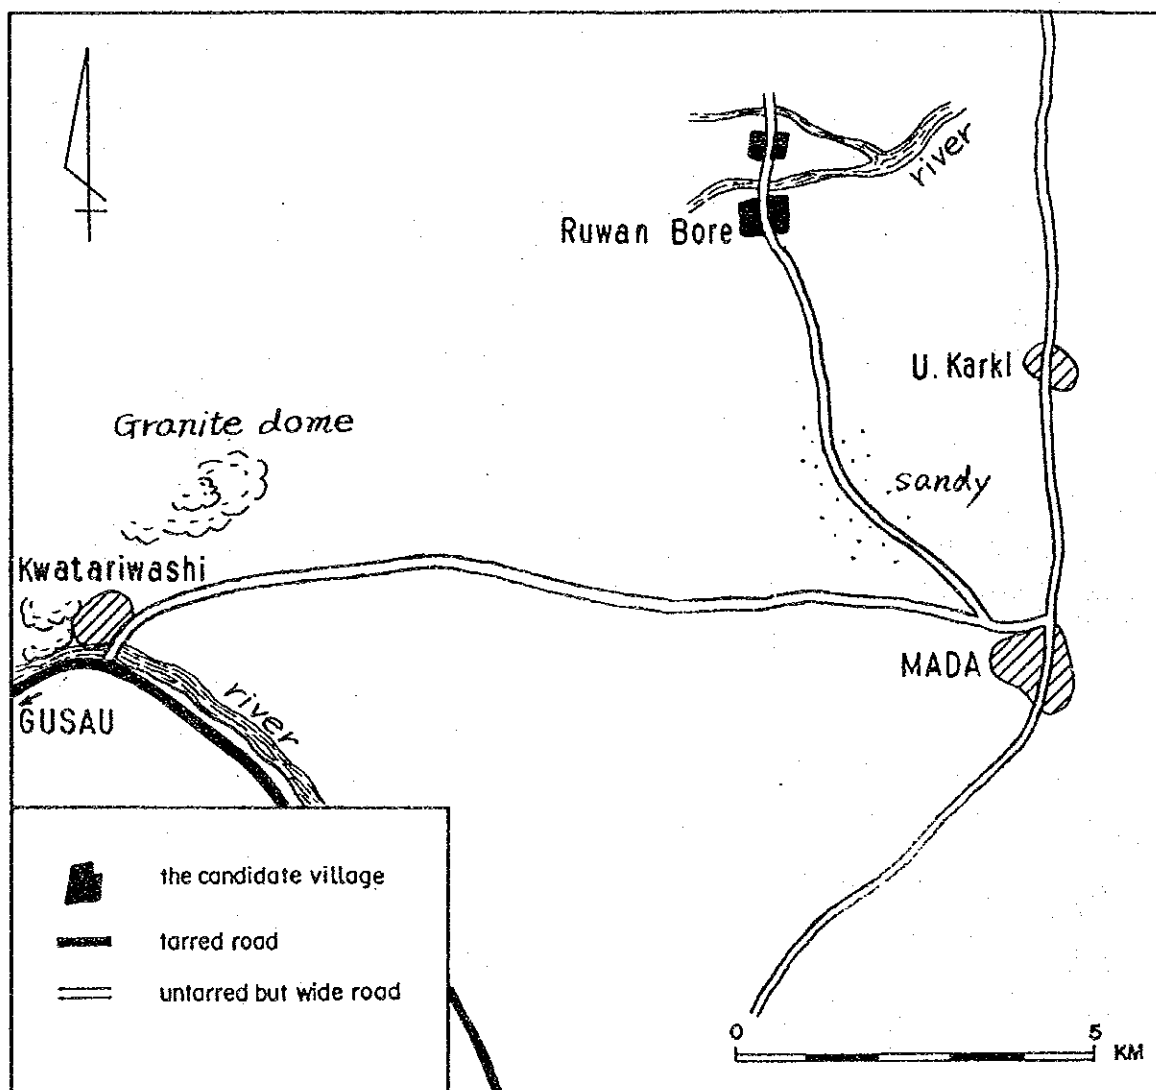 river
Ruwan Bore
U. Karkl
Granite dome
sandy
Kwatariwashi
MADA
river
GUSAU
the candidate village
tarred road
untarred but wide road
0 5
KM